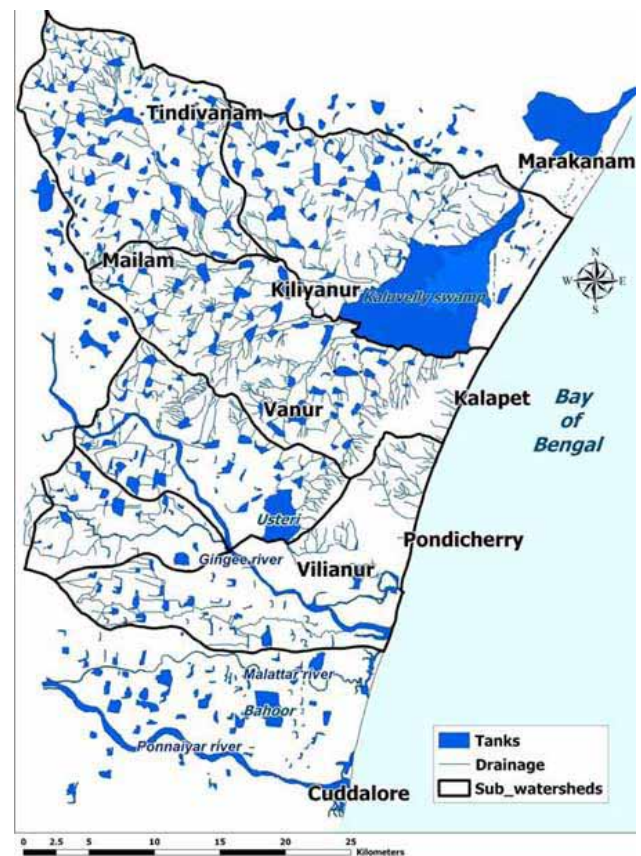 Tindivanam
Marakanam
Mailam
Kiliyanur
Kaluvelly swamp
N
W E
S
Vanur
Kalapet
Bay
of
Bengal
Usteri
Pondicherry
Gingee river
Vilianur
Malattar river
Bahoor
Ponnaiyar river
Tanks
Drainage
Sub_watersheds
Cuddalore
0 2.5 5 10 15 20 25
Kilometers